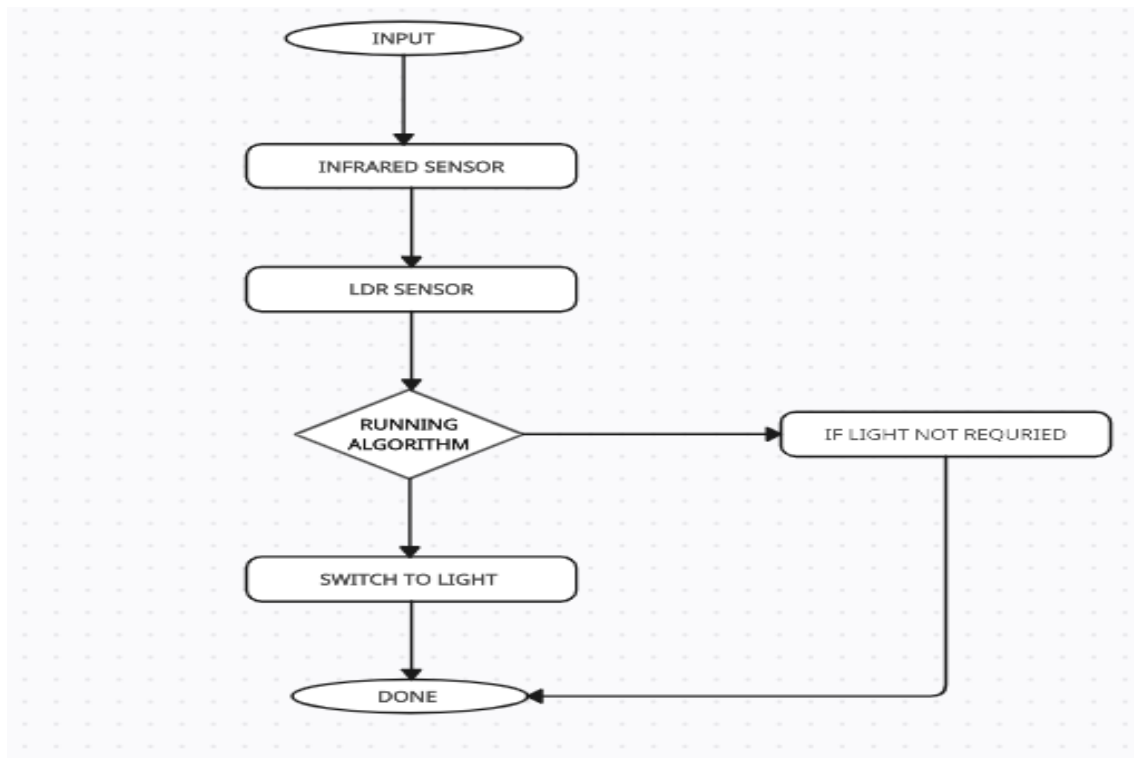 INPUT
INFRARED SENSOR
LDR SENSOR
RUNNING
ALGORITHM
IF LIGHT NOT REQURIED
SWITCH TO LIGHT
DONE